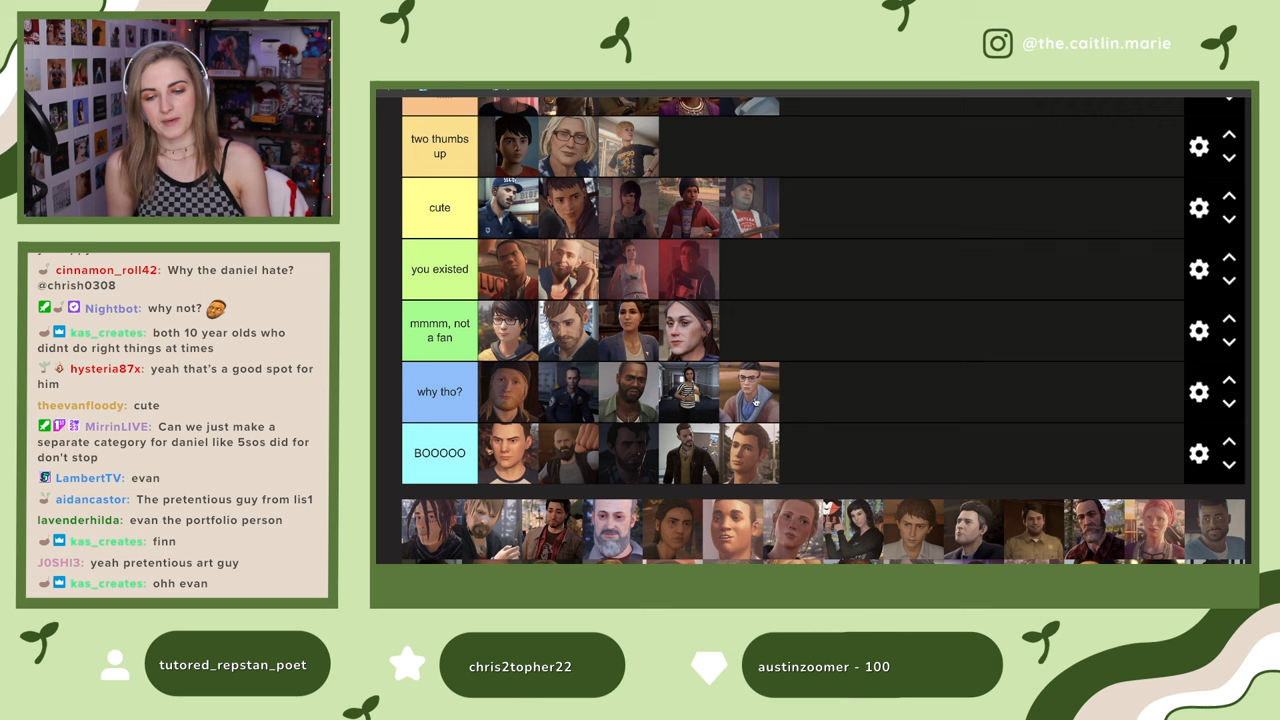 @the.caitlin.marie
two thumbs
up
cute
you existed
mmmm, not
a fan
why tho?
BOOOOO
cinnamon_roll42: Why the daniel hate?
@chrish0308
Nightbot: why not?
kas_creates: both 10 year olds who
didnt do right things at times
hysteria87x: yeah that's a good spot for
him
theevanfloody: cute
MirrinLIVE: Can we just make a
separate category for daniel like 5sos did for
don't stop
LambertTV: evan
aidancastor: The pretentious guy from lis1
lavenderhilda: evan the portfolio person
kas_creates: finn
J0SHI3: yeah pretentious art guy
kas_creates: ohh evan
tutored_repstan_poet
chris2topher22
austinzoomer - 100